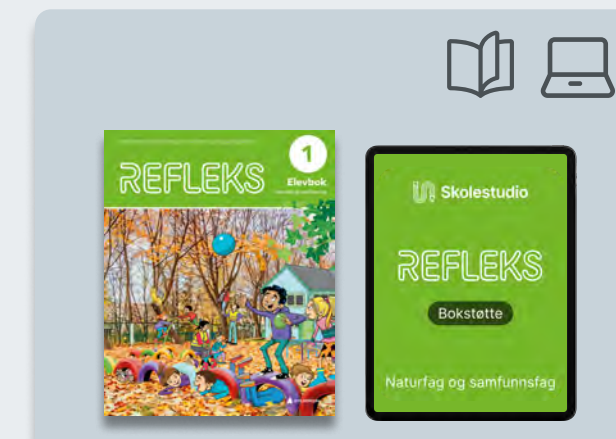 1
REFLEKS
Elevbok
Skolestudio
REFLEKS
Bokstøtte
Naturfag og samfunnsfag